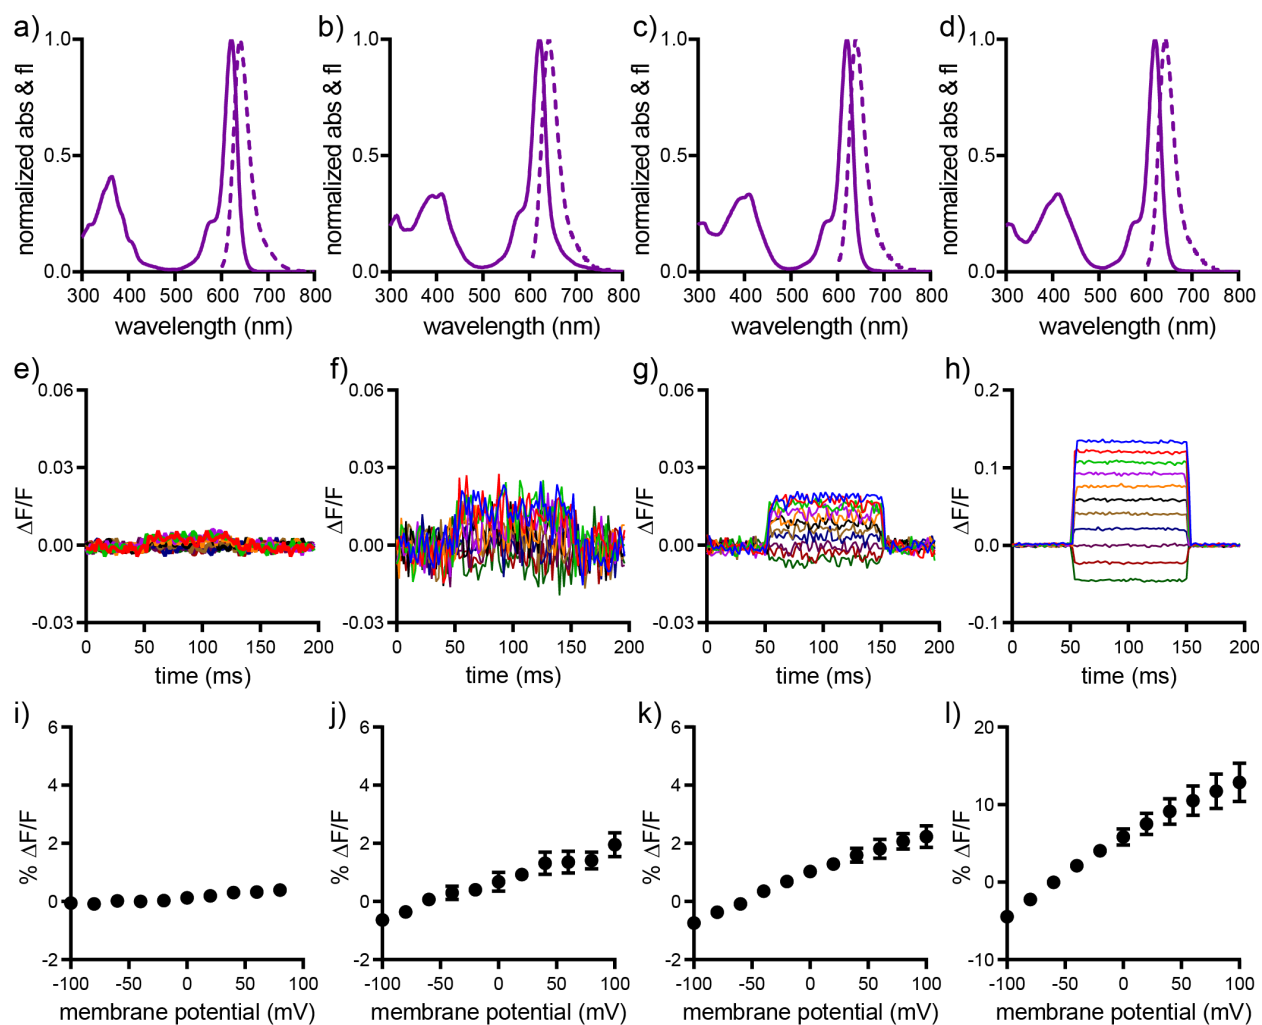 a)
normalized abs & fl
1.0
0.5
0.0
300 400 500 600 700 800
wavelength (nm)
b)
normalized abs & fl
1.0
0.5
0.0
300 400 500 600 700 800
wavelength (nm)
c)
normalized abs & fl
1.0
0.5
0.0
300 400 500 600 700 800
wavelength (nm)
d)
normalized abs & fl
1.0
0.5
0.0
300 400 500 600 700 800
wavelength (nm)
e)
ΔF/F
0.06
0.03
0.00
-0.03
0 50 100 150 200
time (ms)
f)
ΔF/F
0.06
0.03
0.00
-0.03
0 50 100 150 200
time (ms)
g)
ΔF/F
0.06
0.03
0.00
-0.03
0 50 100 150 200
time (ms)
h)
ΔF/F
0.2
0.1
0.0
-0.1
0 50 100 150 200
time (ms)
i)
% ΔF/F
6
4
2
0
-2
-100 -50 0 50 100
membrane potential (mV)
j)
% ΔF/F
6
4
2
0
-2
-100 -50 0 50 100
membrane potential (mV)
k)
% ΔF/F
6
4
2
0
-2
-100 -50 0 50 100
membrane potential (mV)
l)
% ΔF/F
20
10
0
-10
-100 -50 0 50 100
membrane potential (mV)